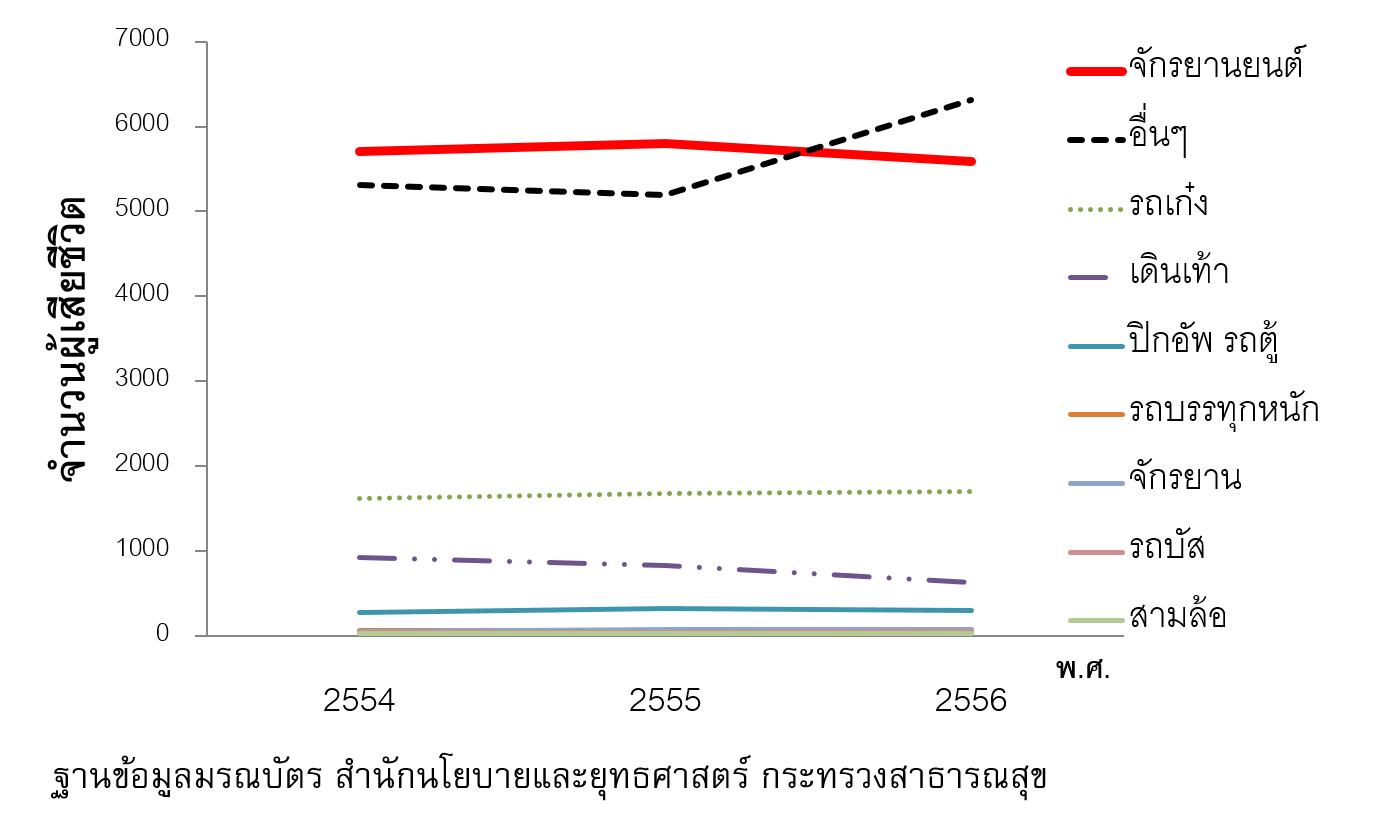 7000
6000
5000
4000
3000
2000
1000
0
จำนวนผู้เสียชีวิต
จักรยานยนต์
อื่นๆ
รถเก๋ง
เดินเท้า
ปิกอัพ รถตู้
รถบรรทุกหนัก
จักรยาน
รถบัส
สามล้อ
พ.ศ.
2554 2555 2556
ฐานข้อมูลมรณบัตร สำนักนโยบายและยุทธศาสตร์ กระทรวงสาธารณสุข